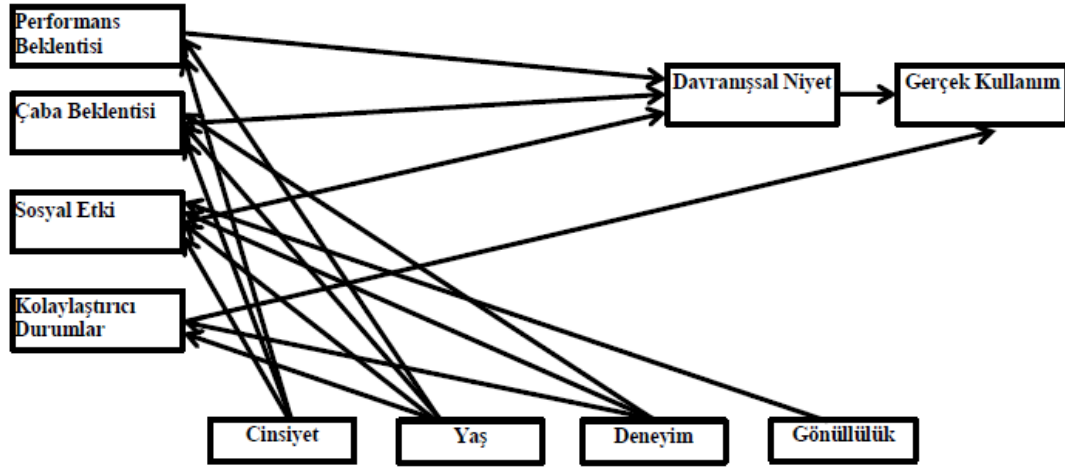 Performans
Beklentisi
Davranışsal Niyet
Gerçek Kullanım
Çaba Beklentisi
Sosyal Etki
Kolaylaştırıcı
Durumlar
Cinsiyet
Yaş
Deneyim
Gönüllülük